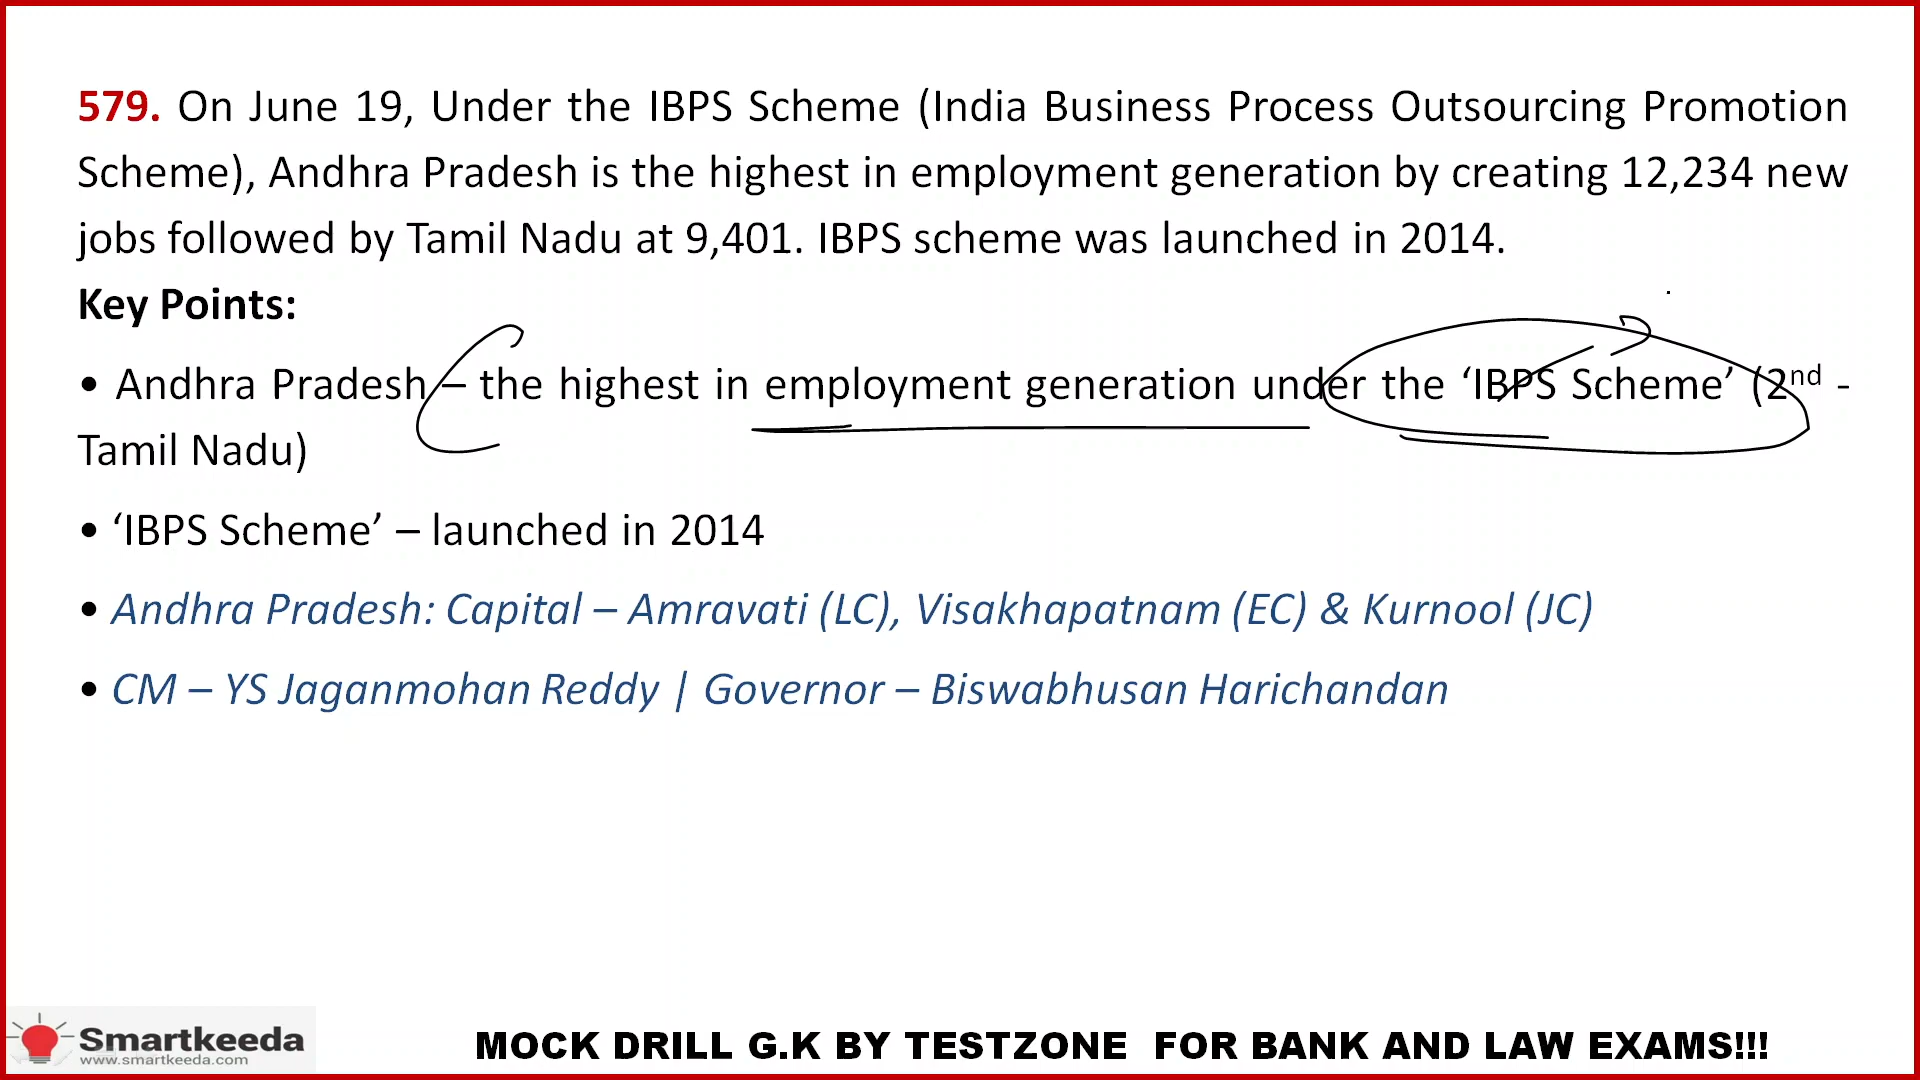 579. On June 19, Under the IBPS Scheme (India Business Process Outsourcing Promotion
Scheme), Andhra Pradesh is the highest in employment generation by creating 12,234 new
jobs followed by Tamil Nadu at 9,401. IBPS scheme was launched in 2014.
Key Points:
• Andhra Pradesh – the highest in employment generation under the ‘IBPS Scheme’ (2nd -
Tamil Nadu)
• ‘IBPS Scheme’ – launched in 2014
• Andhra Pradesh: Capital – Amravati (LC), Visakhapatnam (EC) & Kurnool (JC)
• CM – YS Jaganmohan Reddy | Governor – Biswabhusan Harichandan
Smartkeeda
www.smartkeeda.com
MOCK DRILL G.K BY TESTZONE FOR BANK AND LAW EXAMS!!!